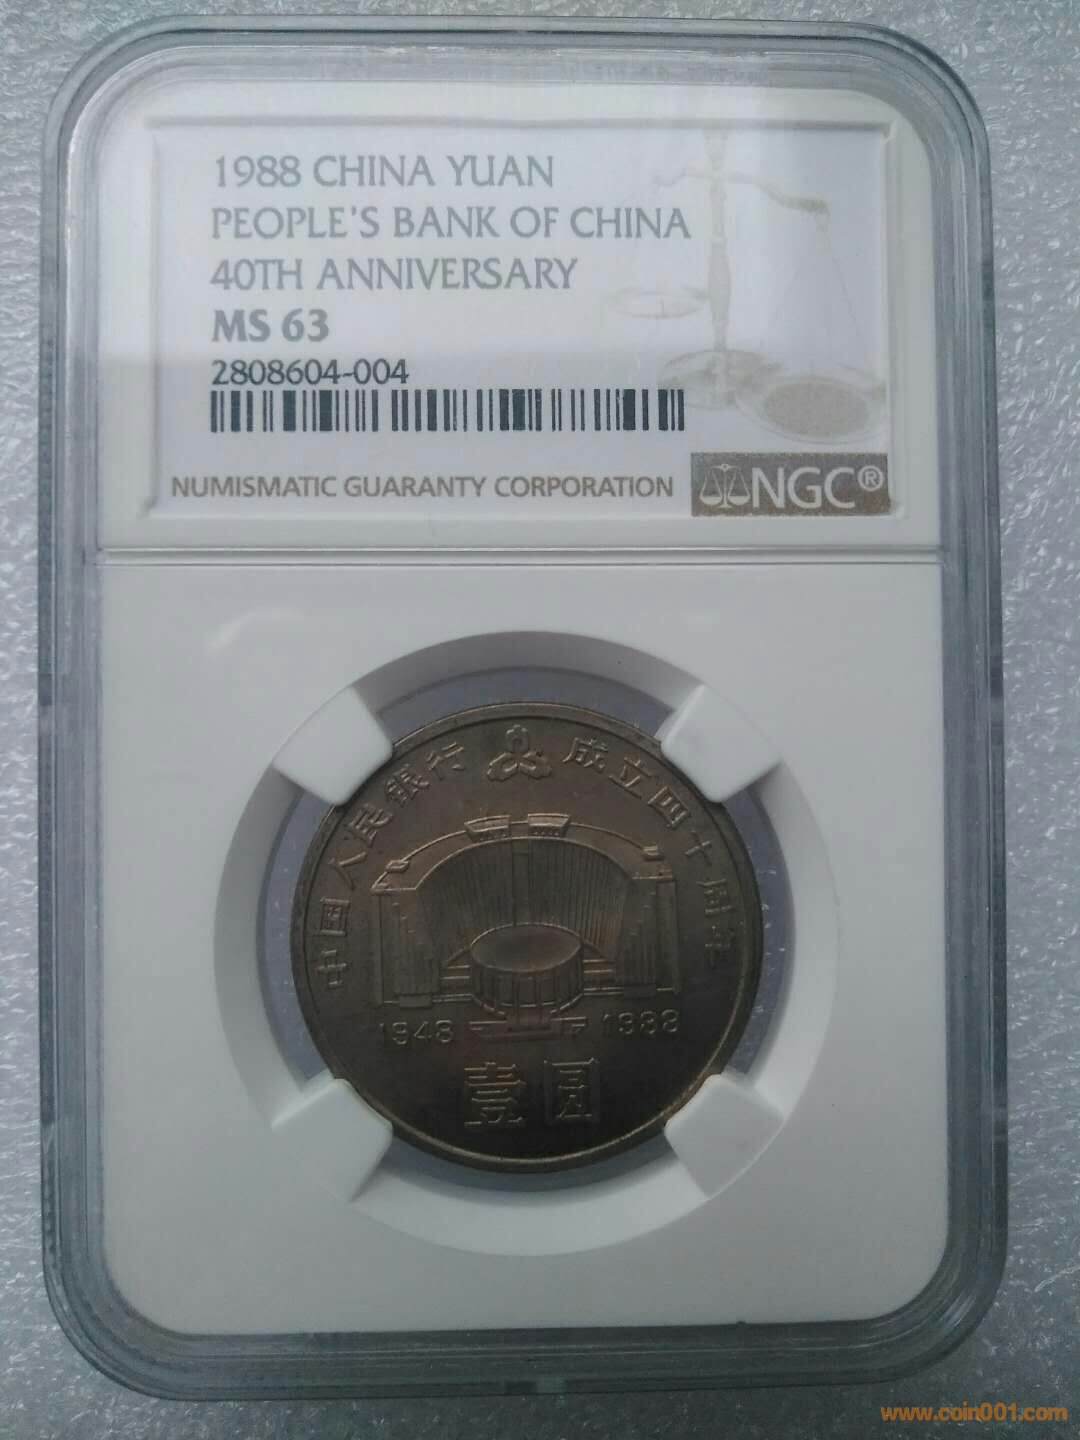 1988 CHINA YUAN
PEOPLE'S BANK OF CHINA
40TH ANNIVERSARY
MS 63
2808604-004
NUMISMATIC GUARANTY CORPORATION
NGC®
中国人民银行 成立四十周年
1948 1988
壹圆
www.coin001.com